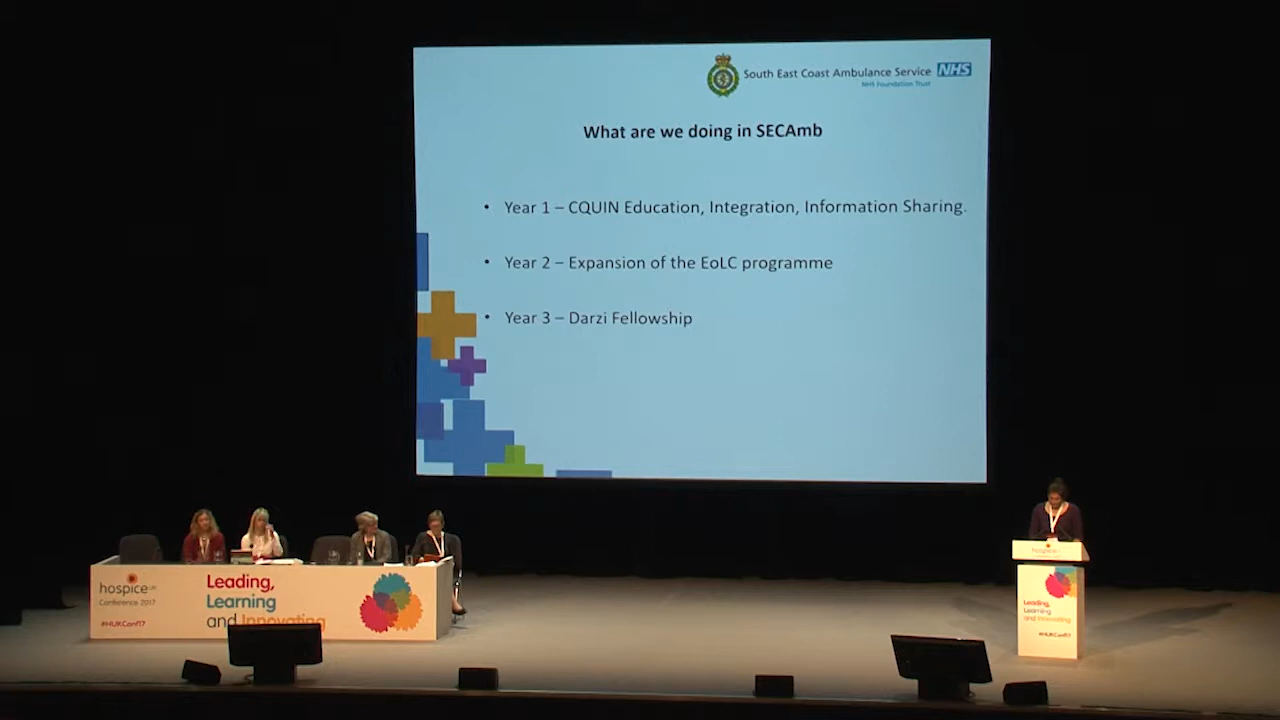 South East Coast Ambulance Service NHS
NHS Foundation Trust
What are we doing in SECAmb
• Year 1 – CQUIN Education, Integration, Information Sharing.
• Year 2 – Expansion of the EoLC programme
• Year 3 – Darzi Fellowship
hospice UK
Conference 2017
#HUKConf17
Leading,
Learning
and Innovating
hospice
Leading,
Learning
and Innovating
#HUKConf17